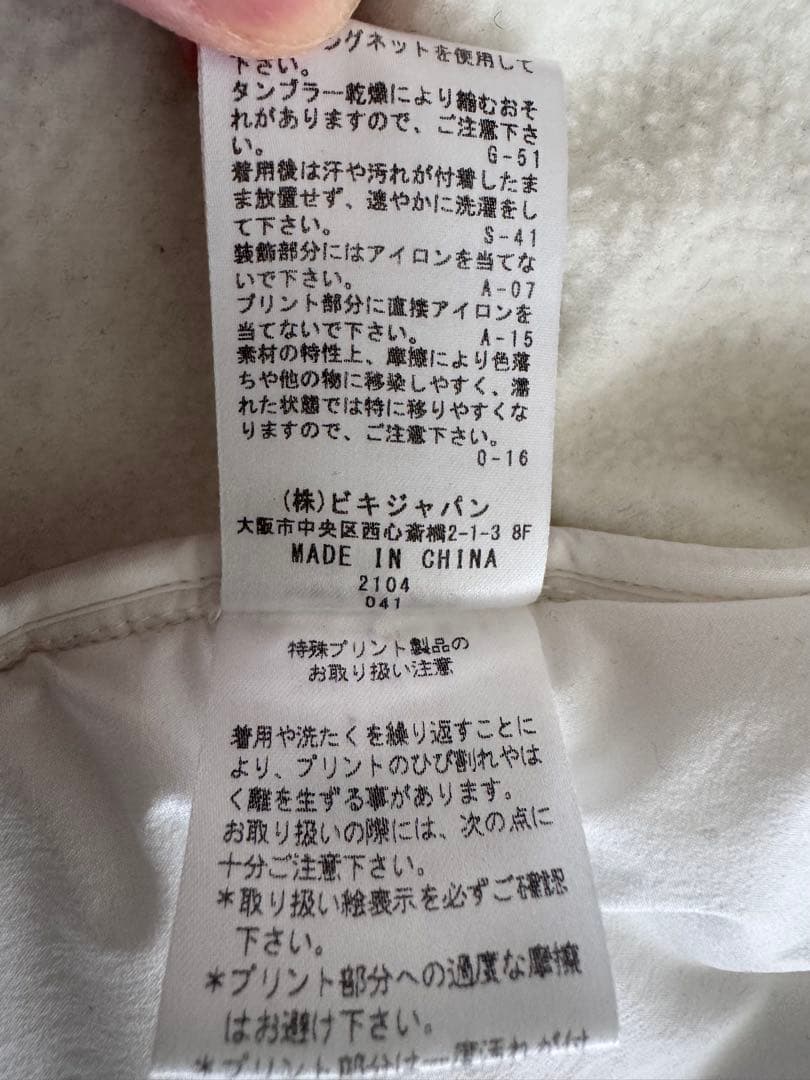 グネットを使用して
下さい。
タンブラー乾燥により縮むおそ
れがありますので、ご注意下さ
い。
G-51
着用後は汗や汚れが付着したま
ま放置せず、速やかに洗濯をし
て下さい。
S-41
装飾部分にはアイロンを当てな
いで下さい。
A-07
プリント部分に直接アイロンを
当てないで下さい。
A-15
素材の特性上、摩擦により色落
ちや他の物に移染しやすく、濡
れた状態では特に移りやすくな
りますので、ご注意下さい。
O-16
(株)ビキジャパン
大阪市中央区西心斎橋2-1-3 8F
MADE IN CHINA
2104
041
特殊プリント製品の
お取り扱い注意
着用や洗たくを繰り返すことに
より、プリントのひび割れやは
く離を生ずる事があります。
お取り扱いの際には、次の点に
十分ご注意下さい。
*取り扱い絵表示を必ずご確認
下さい。
*プリント部分への過度な摩擦
はお避け下さい。
*プリント部分は一度汚れが付